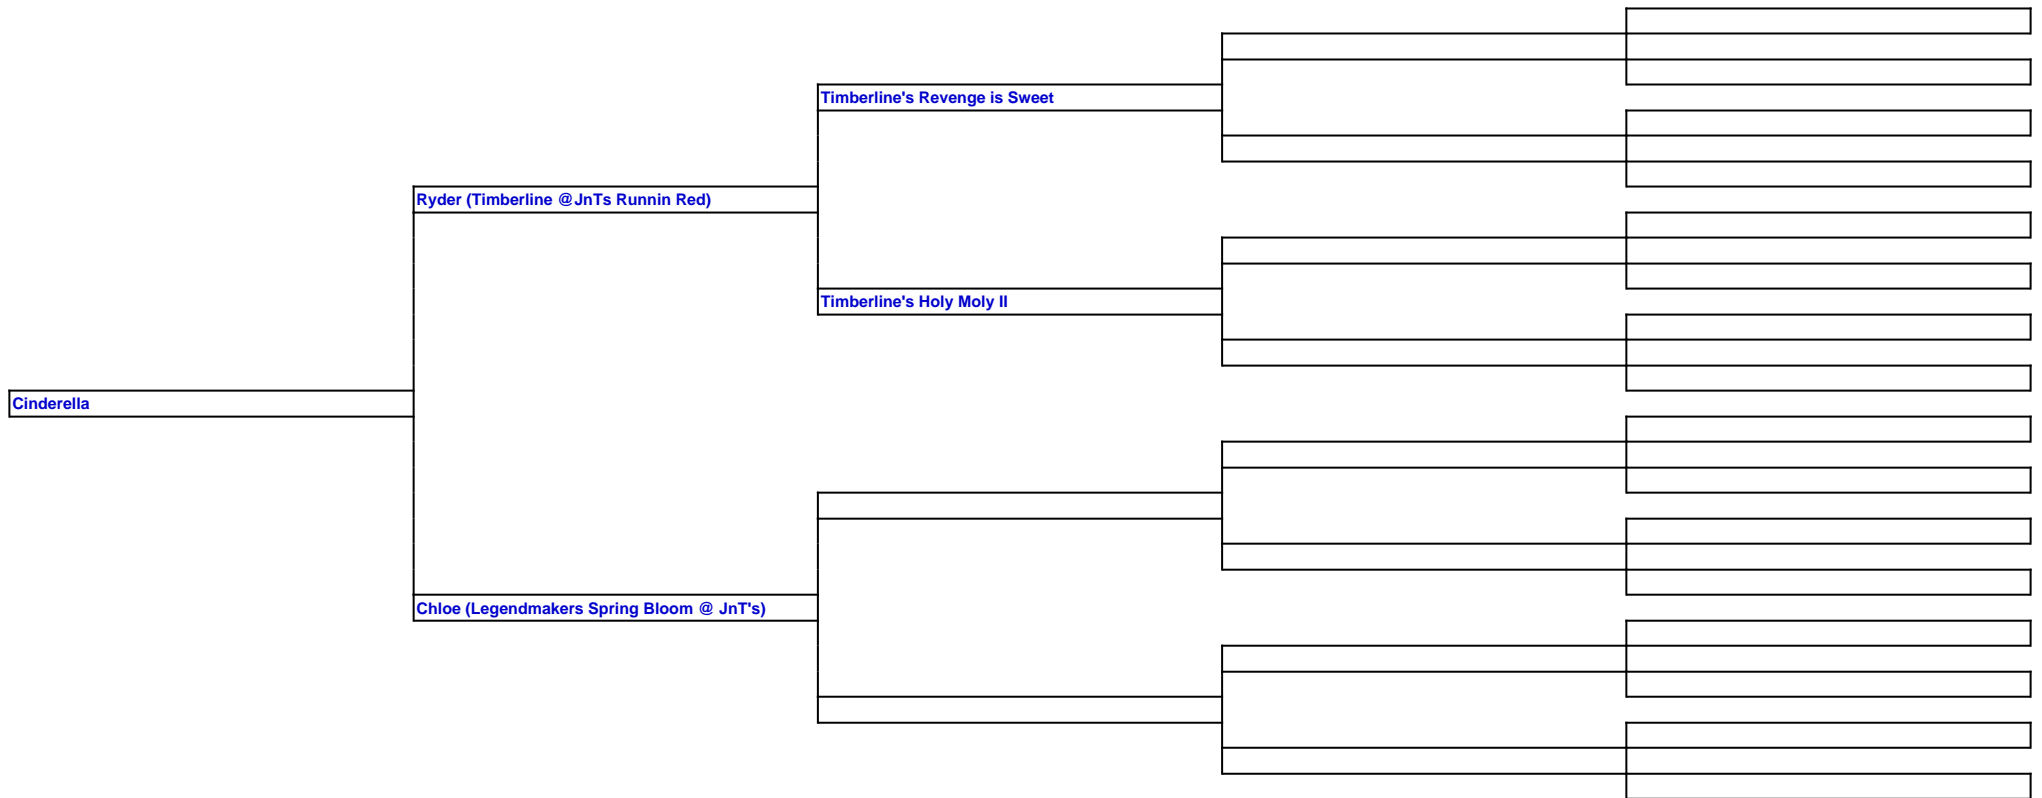 Timberline's Revenge is Sweet
Ryder (Timberline @JnTs Runnin Red)
Timberline's Holy Moly II
Cinderella
Chloe (Legendmakers Spring Bloom @ JnT's)